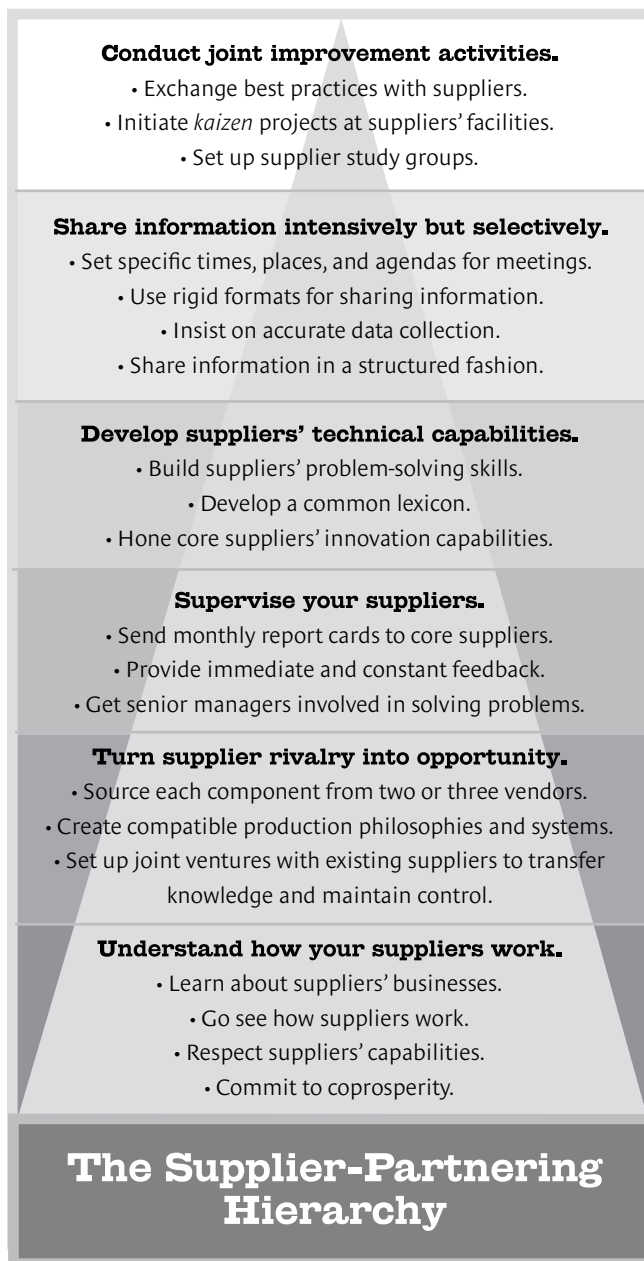 Conduct joint improvement activities.
• Exchange best practices with suppliers.
• Initiate kaizen projects at suppliers’ facilities.
• Set up supplier study groups.
Share information intensively but selectively.
• Set specific times, places, and agendas for meetings.
• Use rigid formats for sharing information.
• Insist on accurate data collection.
• Share information in a structured fashion.
Develop suppliers’ technical capabilities.
• Build suppliers’ problem-solving skills.
• Develop a common lexicon.
• Hone core suppliers’ innovation capabilities.
Supervise your suppliers.
• Send monthly report cards to core suppliers.
• Provide immediate and constant feedback.
• Get senior managers involved in solving problems.
Turn supplier rivalry into opportunity.
• Source each component from two or three vendors.
• Create compatible production philosophies and systems.
• Set up joint ventures with existing suppliers to transfer
knowledge and maintain control.
Understand how your suppliers work.
• Learn about suppliers’ businesses.
• Go see how suppliers work.
• Respect suppliers’ capabilities.
• Commit to coprosperity.
The Supplier-Partnering
Hierarchy